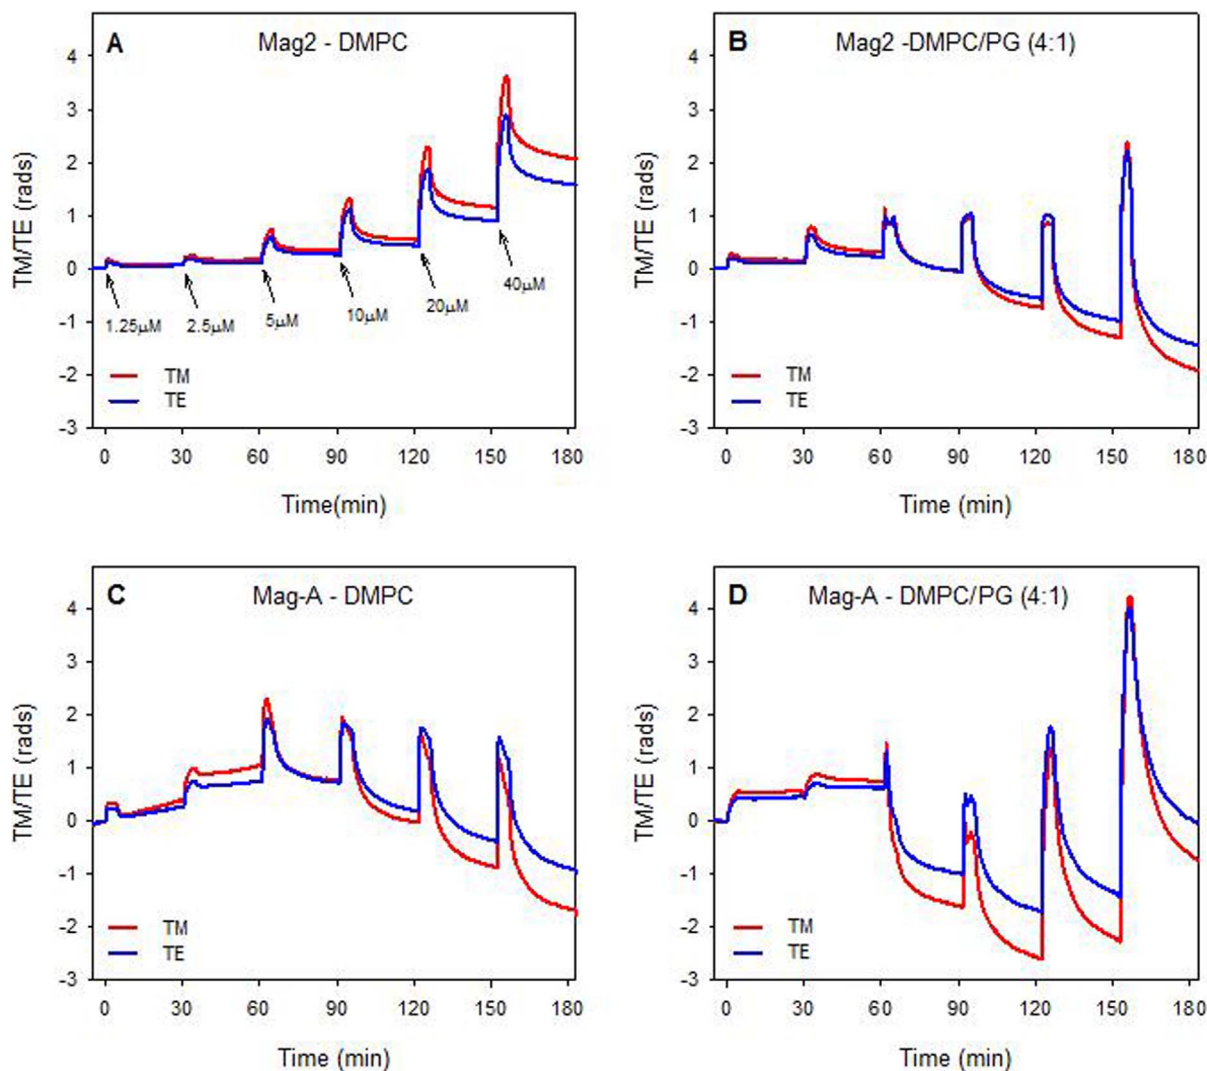 A
Mag2 - DMPC
TM/TE (rads)
4
3
2
1
0
-1
-2
-3
1.25μM
2.5μM
5μM
10μM
20μM
40μM
TM
TE
0 30 60 90 120 150 180
Time(min)
B
Mag2 -DMPC/PG (4:1)
TM/TE (rads)
4
3
2
1
0
-1
-2
-3
TM
TE
0 30 60 90 120 150 180
Time (min)
C
Mag-A - DMPC
TM/TE (rads)
4
3
2
1
0
-1
-2
-3
TM
TE
0 30 60 90 120 150 180
Time (min)
D
Mag-A - DMPC/PG (4:1)
TM/TE (rads)
4
3
2
1
0
-1
-2
-3
TM
TE
0 30 60 90 120 150 180
Time (min)